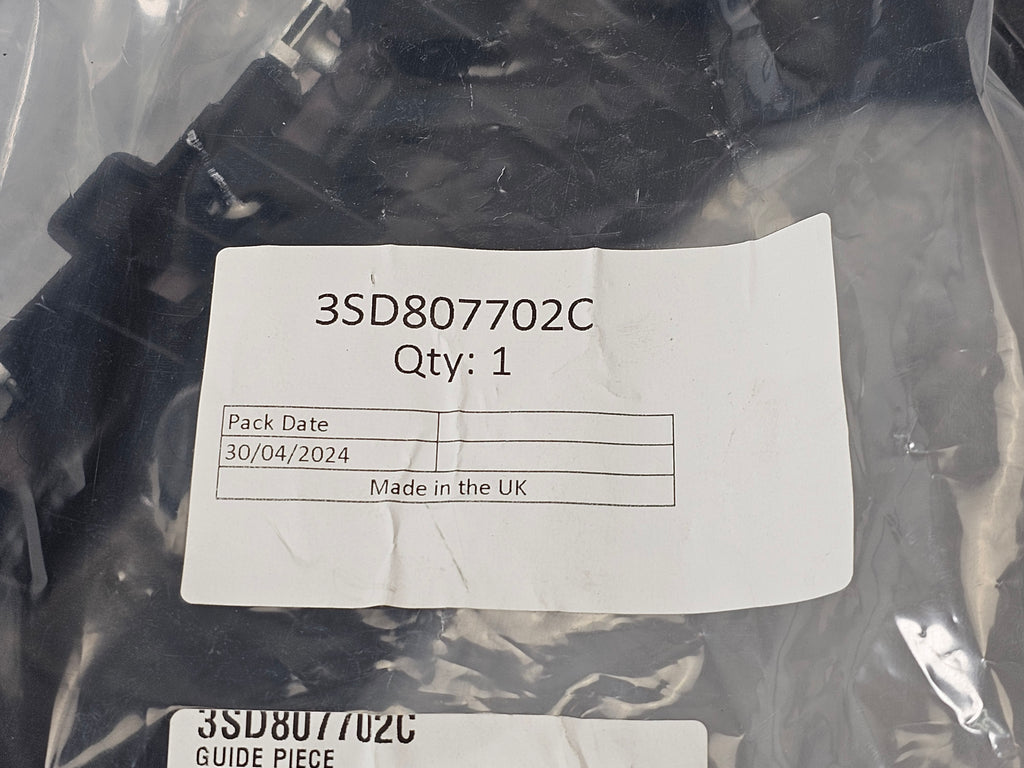 3SD807702C
Qty: 1
Pack Date
30/04/2024
Made in the UK
3SD807702C
GUIDE PIECE